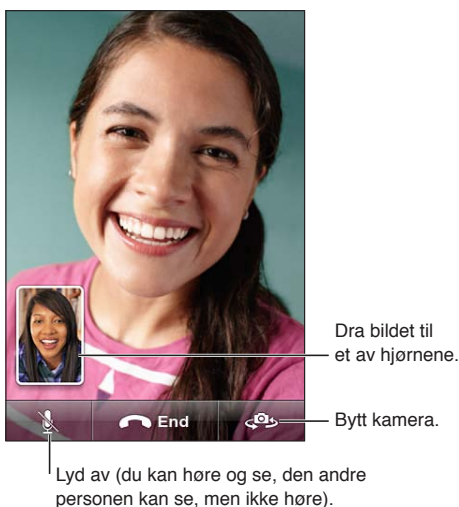 Dra bildet til
et av hjørnene.
End
Bytt kamera.
Lyd av (du kan høre og se, den andre
personen kan se, men ikke høre).